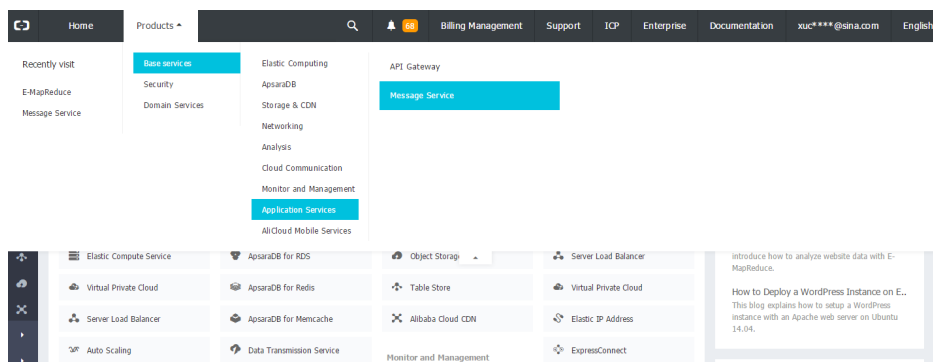 Home
Products
68
Billing Management
Support
ICP
Enterprise
Documentation
xuc****@sina.com
English
Recently visit
E-MapReduce
Message Service
Base services
Security
Domain Services
Elastic Computing
ApsaraDB
Storage & CDN
Networking
Analysis
Cloud Communication
Monitor and Management
Application Services
AliCloud Mobile Services
API Gateway
Message Service
Elastic Compute Service
ApsaraDB for RDS
Object Storag
Server Load Balancer
Virtual Private Cloud
ApsaraDB for Redis
Table Store
Virtual Private Cloud
Server Load Balancer
ApsaraDB for Memcache
Alibaba Cloud CDN
Elastic IP Address
Auto Scaling
Data Transmission Service
Monitor and Management
ExpressConnect
introduce how to analyze website data with E-
MapReduce.
How to Deploy a WordPress Instance on E..
This blog explains how to setup a WordPress
instance with an Apache web server on Ubuntu
14.04.